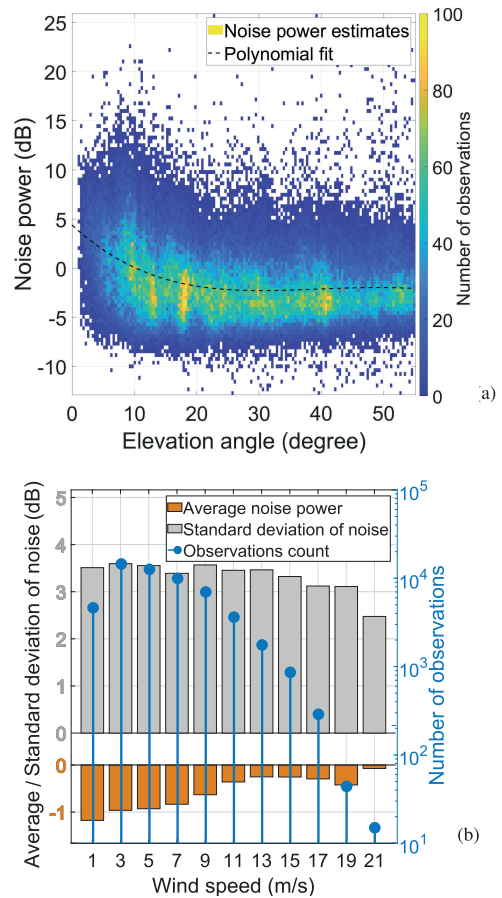 Noise power estimates
Polynomial fit
25
20
15
10
5
0
-5
-10
Noise power (dB)
0 10 20 30 40 50
Elevation angle (degree)
100
80
60
40
20
0
Number of observations
(a)
Average noise power
Standard deviation of noise
Observations count
5
4
3
2
1
0
0
-1
Average / Standard deviation of noise (dB)
10^5
10^4
10^3
10^2
10^1
Number of observations
1 3 5 7 9 11 13 15 17 19 21
Wind speed (m/s)
(b)